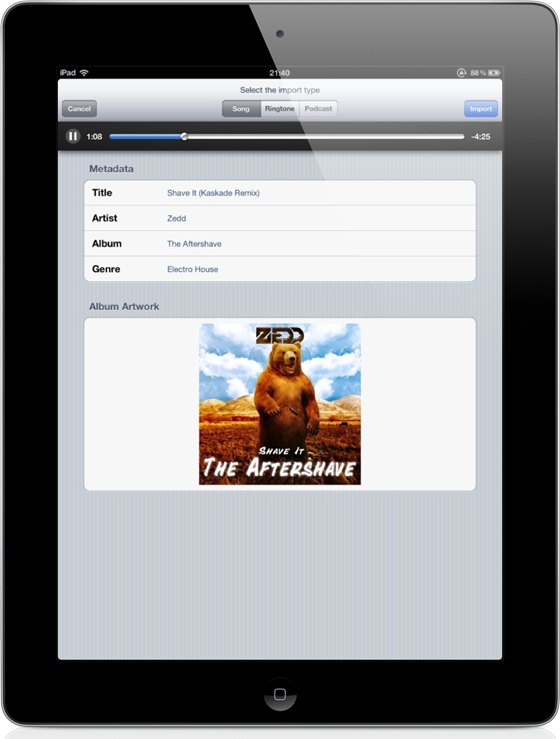 iPad 21:40 88 %
Select the import type
Cancel Song Ringtone Podcast Import
1:08 -4:25
Metadata
Title Shave It (Kaskade Remix)
Artist Zedd
Album The Aftershave
Genre Electro House
Album Artwork
ZEDD
Shave It
The Aftershave